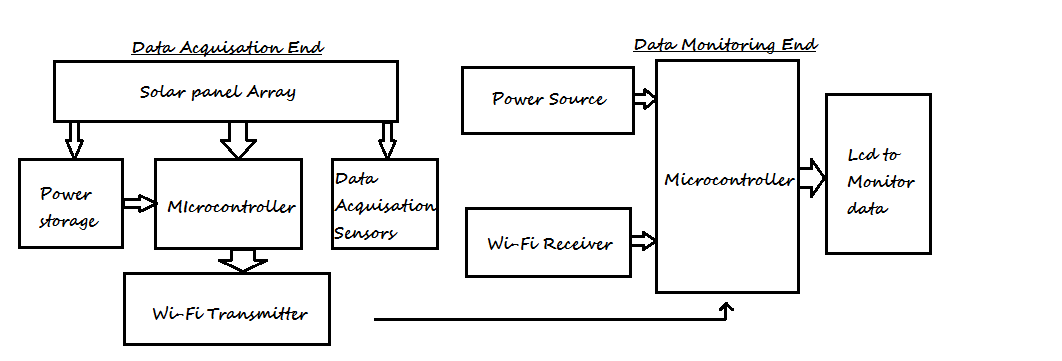 Data Acquisation End
Solar panel Array
Power
storage
MIcrocontroller
Data
Acquisation
Sensors
Wi-Fi Transmitter
Data Monitoring End
Power Source
Wi-Fi Receiver
Microcontroller
Lcd to
Monitor
data